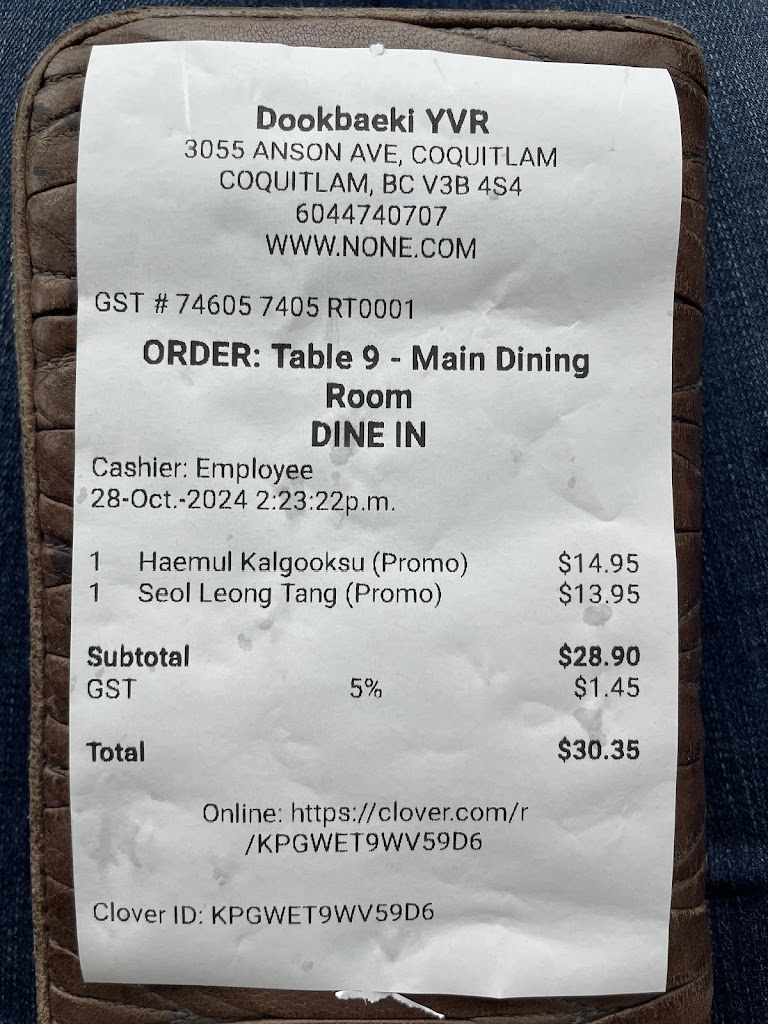 Dookbaeki YVR
3055 ANSON AVE, COQUITLAM
COQUITLAM, BC V3B 4S4
6044740707
WWW.NONE.COM
GST # 74605 7405 RT0001
ORDER: Table 9 - Main Dining
Room
DINE IN
Cashier: Employee
28-Oct.-2024 2:23:22p.m.
1 Haemul Kalgooksu (Promo) $14.95
1 Seol Leong Tang (Promo) $13.95
Subtotal $28.90
GST 5% $1.45
Total $30.35
Online: https://clover.com/r
/KPGWET9WV59D6
Clover ID: KPGWET9WV59D6